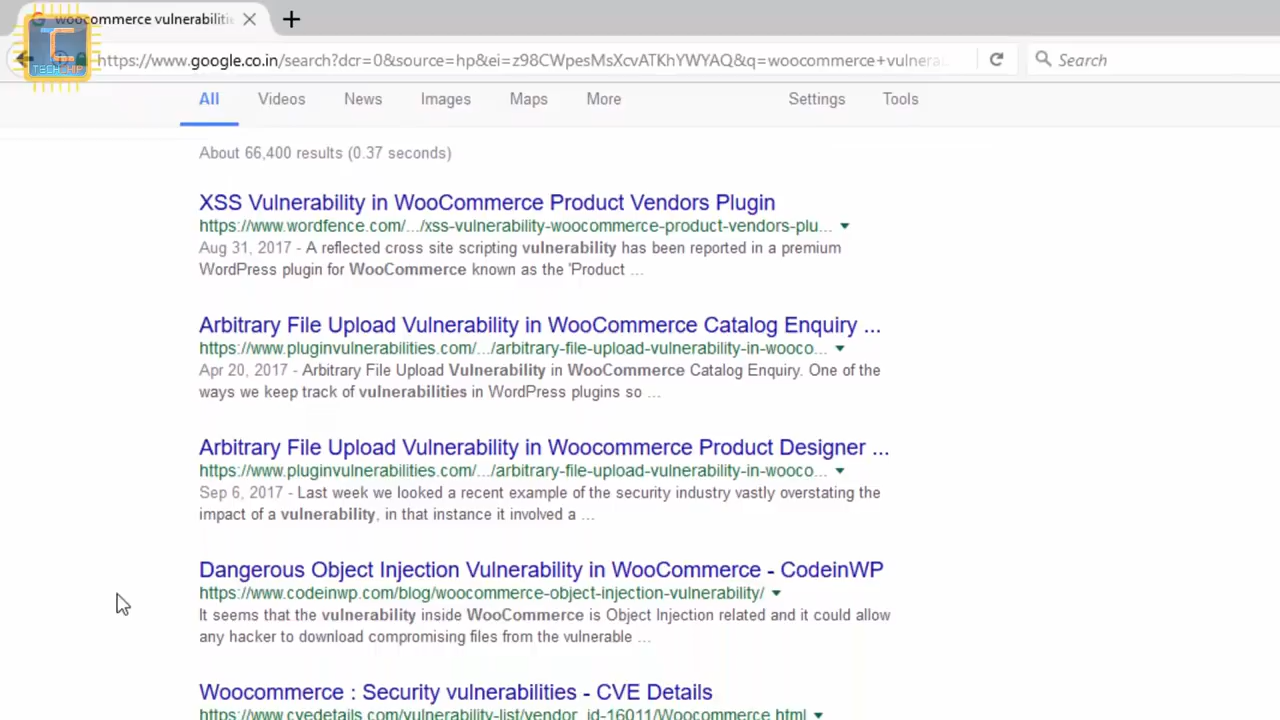 woocommerce vulnerabiliti
TECHCHIP
https://www.google.co.in/search?dcr=0&source=hp&ei=z98CWpesMsXcvATKhYWYAQ&q=woocommerce+vulnera
Search
All Videos News Images Maps More Settings Tools
About 66,400 results (0.37 seconds)
XSS Vulnerability in WooCommerce Product Vendors Plugin
https://www.wordfence.com/.../xss-vulnerability-woocommerce-product-vendors-plu...
Aug 31, 2017 - A reflected cross site scripting vulnerability has been reported in a premium
WordPress plugin for WooCommerce known as the 'Product ...
Arbitrary File Upload Vulnerability in WooCommerce Catalog Enquiry ...
https://www.pluginvulnerabilities.com/.../arbitrary-file-upload-vulnerability-in-wooco...
Apr 20, 2017 - Arbitrary File Upload Vulnerability in WooCommerce Catalog Enquiry. One of the
ways we keep track of vulnerabilities in WordPress plugins so ...
Arbitrary File Upload Vulnerability in Woocommerce Product Designer ...
https://www.pluginvulnerabilities.com/.../arbitrary-file-upload-vulnerability-in-wooco...
Sep 6, 2017 - Last week we looked a recent example of the security industry vastly overstating the
impact of a vulnerability, in that instance it involved a ...
Dangerous Object Injection Vulnerability in WooCommerce - CodeinWP
https://www.codeinwp.com/blog/woocommerce-object-injection-vulnerability/
It seems that the vulnerability inside WooCommerce is Object Injection related and it could allow
any hacker to download compromising files from the vulnerable ...
Woocommerce : Security vulnerabilities - CVE Details
https://www.cvedetails.com/vulnerability-list/vendor_id-16011/Woocommerce.html